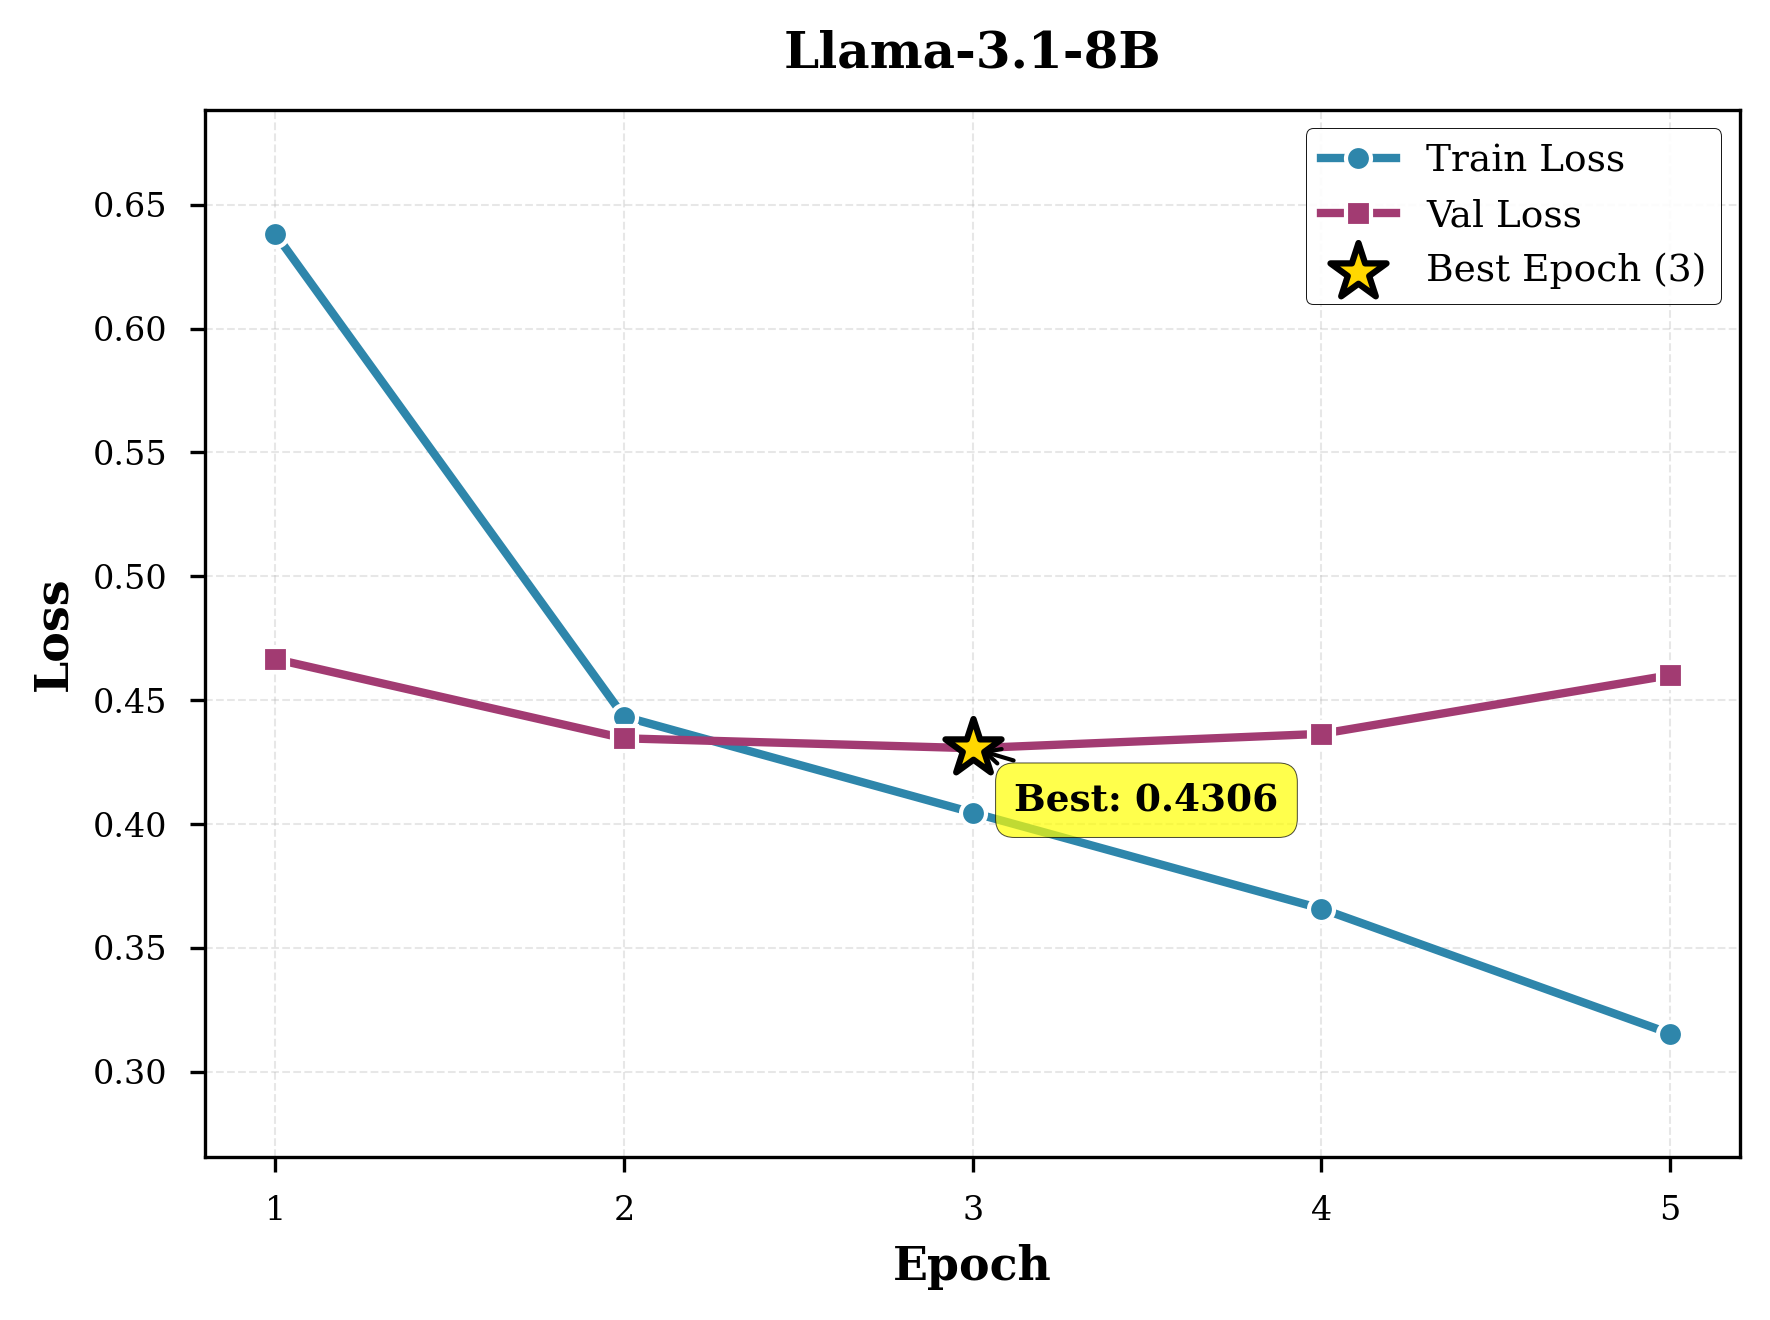 Llama-3.1-8B
Train Loss
Val Loss
Best Epoch (3)
0.65
0.60
0.55
0.50
0.45
0.40
0.35
0.30
Loss
Best: 0.4306
1 2 3 4 5
Epoch